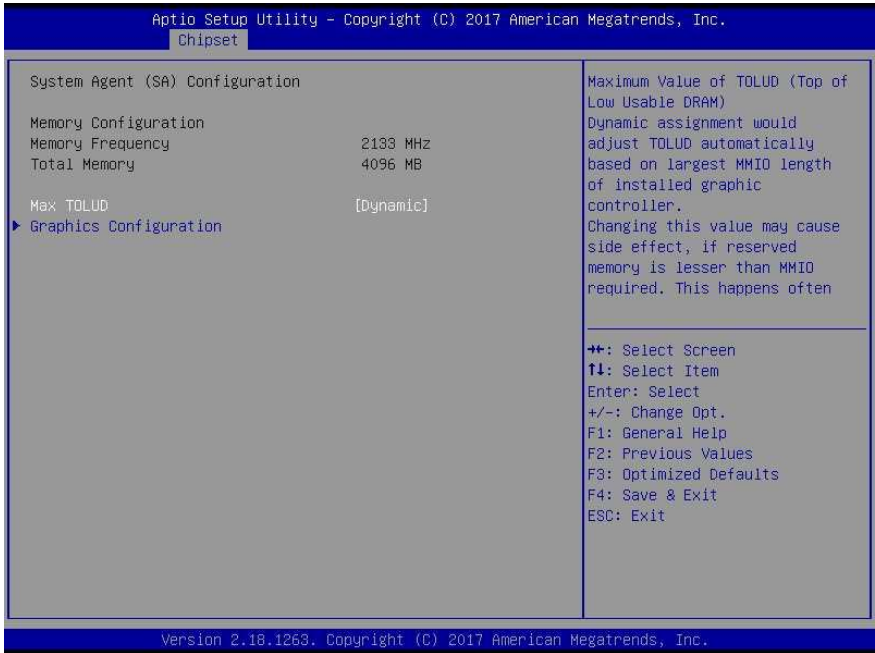 Aptio Setup Utility – Copyright (C) 2017 American Megatrends, Inc.
Chipset
System Agent (SA) Configuration
Memory Configuration
Memory Frequency 2133 MHz
Total Memory 4096 MB
Max TOLUD [Dynamic]
Graphics Configuration
Maximum Value of TOLUD (Top of
Low Usable DRAM)
Dynamic assignment would
adjust TOLUD automatically
based on largest MMIO length
of installed graphic
controller.
Changing this value may cause
side effect, if reserved
memory is lesser than MMIO
required. This happens often
→←: Select Screen
↑↓: Select Item
Enter: Select
+/-: Change Opt.
F1: General Help
F2: Previous Values
F3: Optimized Defaults
F4: Save & Exit
ESC: Exit
Version 2.18.1263. Copyright (C) 2017 American Megatrends, Inc.